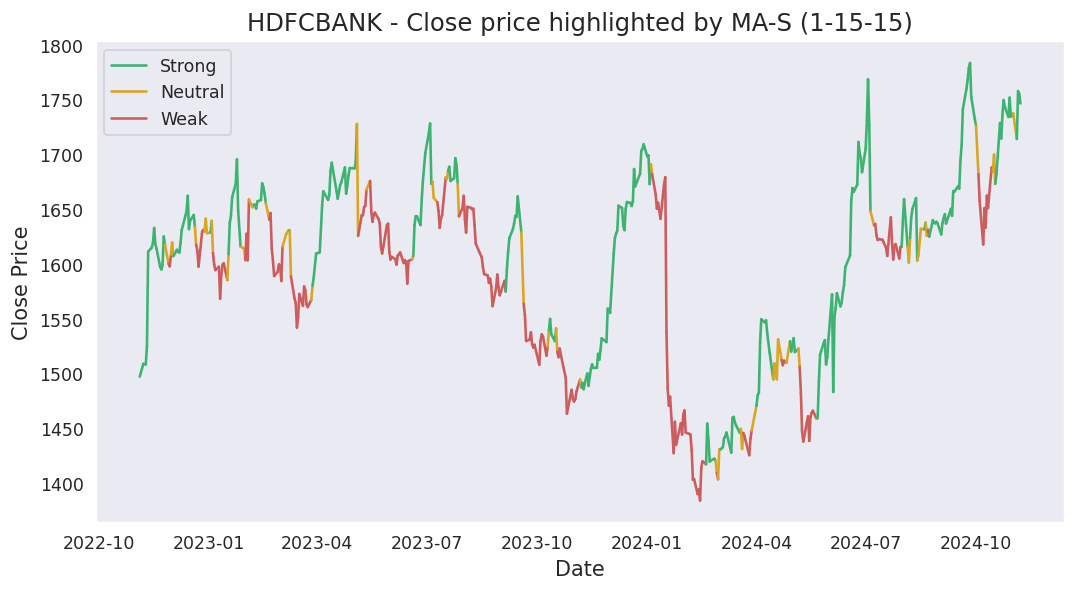 HDFCBANK - Close price highlighted by MA-S (1-15-15)
Strong
Neutral
Weak
1800
1750
1700
1650
1600
1550
1500
1450
1400
Close Price
2022-10 2023-01 2023-04 2023-07 2023-10 2024-01 2024-04 2024-07 2024-10
Date